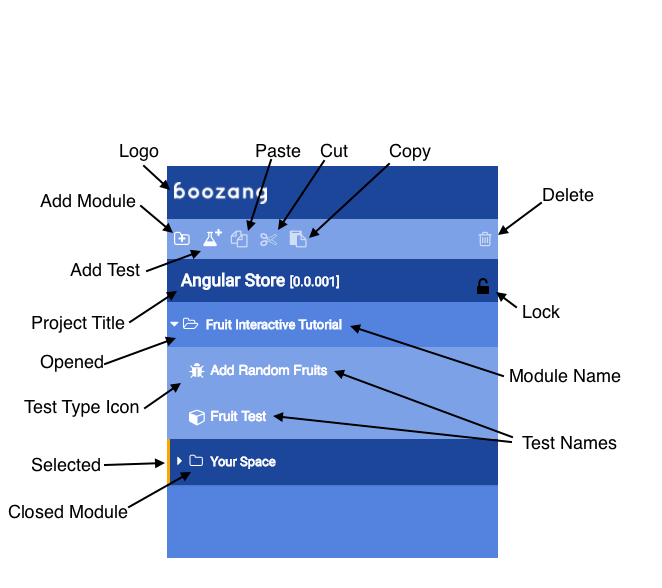 Logo
Paste
Cut
Copy
boozang
Delete
Add Module
Add Test
Angular Store [0.0.001]
Project Title
Lock
Fruit Interactive Tutorial
Opened
Module Name
Add Random Fruits
Test Type Icon
Fruit Test
Test Names
Selected
Your Space
Closed Module